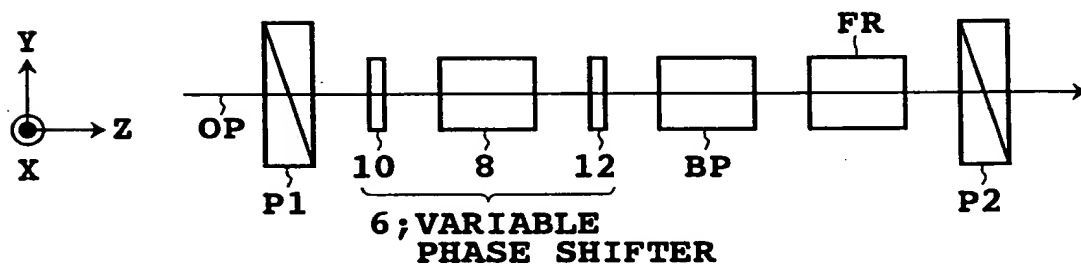 FR
Y
Z
X
OP
P1
10
8
12
BP
P2
6;VARIABLE
PHASE SHIFTER